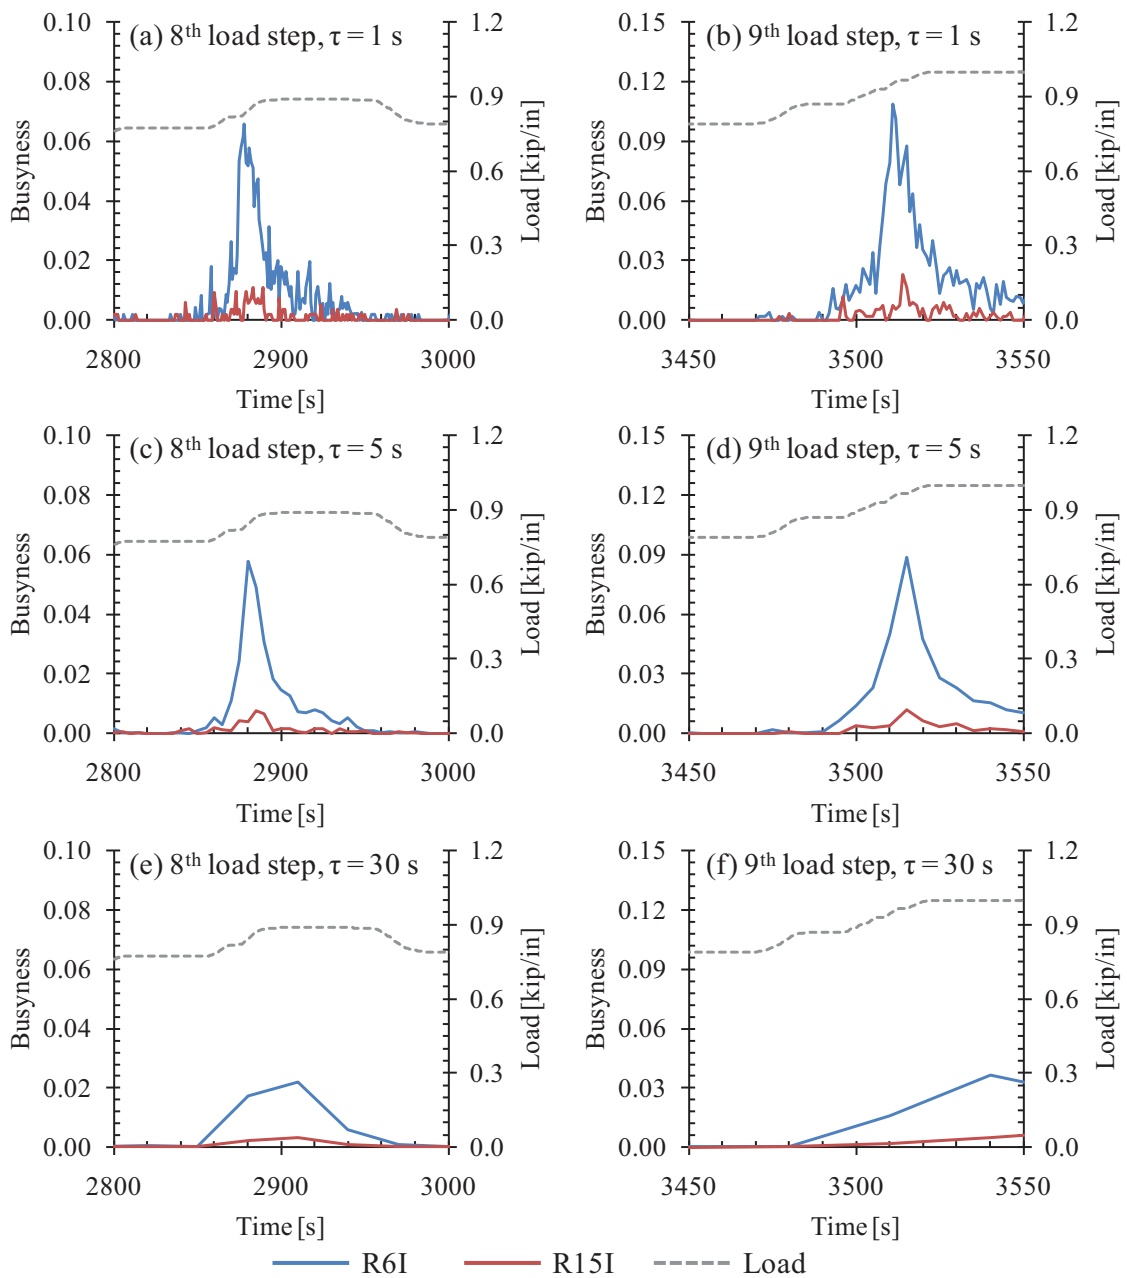 (a) 8th load step, τ = 1 s
0.10
0.08
0.06
0.04
0.02
0.00
Busyness
1.2
0.9
0.6
0.3
0.0
Load [kip/in]
2800 2900 3000
Time [s]
(b) 9th load step, τ = 1 s
0.15
0.12
0.09
0.06
0.03
0.00
Busyness
1.2
0.9
0.6
0.3
0.0
Load [kip/in]
3450 3500 3550
Time [s]
(c) 8th load step, τ = 5 s
0.10
0.08
0.06
0.04
0.02
0.00
Busyness
1.2
0.9
0.6
0.3
0.0
Load [kip/in]
2800 2900 3000
Time [s]
(d) 9th load step, τ = 5 s
0.15
0.12
0.09
0.06
0.03
0.00
Busyness
1.2
0.9
0.6
0.3
0.0
Load [kip/in]
3450 3500 3550
Time [s]
(e) 8th load step, τ = 30 s
0.10
0.08
0.06
0.04
0.02
0.00
Busyness
1.2
0.9
0.6
0.3
0.0
Load [kip/in]
2800 2900 3000
Time [s]
(f) 9th load step, τ = 30 s
0.15
0.12
0.09
0.06
0.03
0.00
Busyness
1.2
0.9
0.6
0.3
0.0
Load [kip/in]
3450 3500 3550
Time [s]
R6I R15I Load